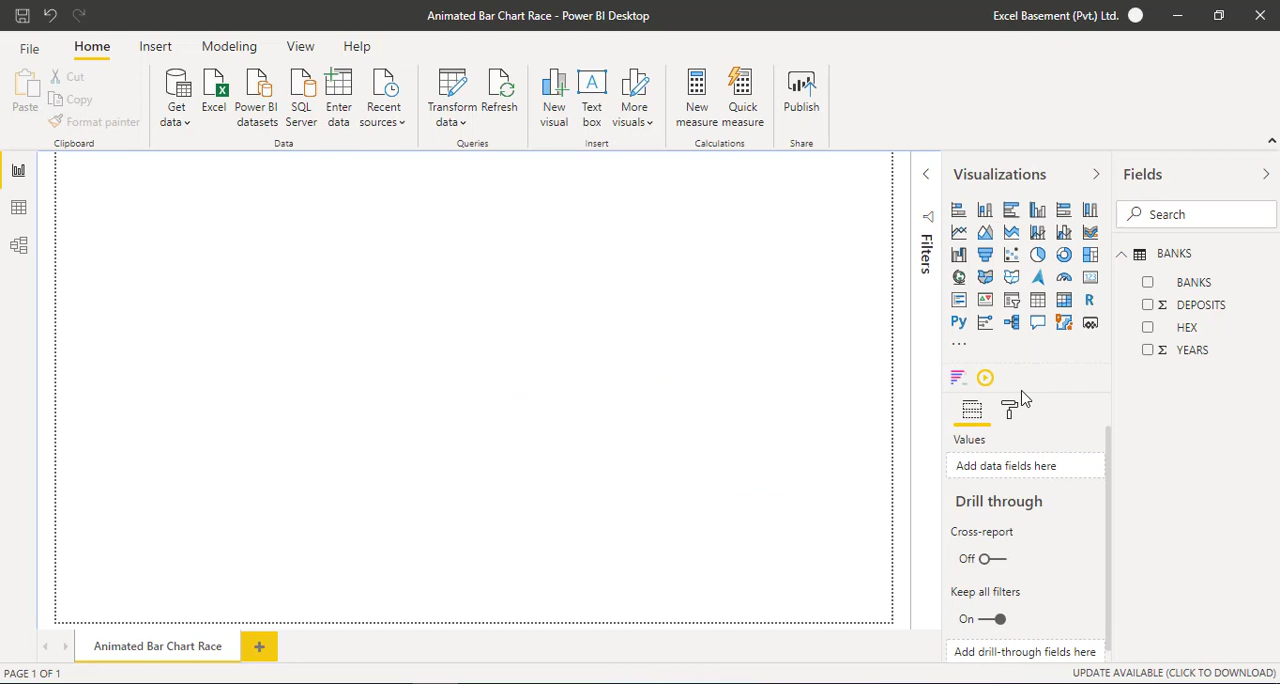 Animated Bar Chart Race - Power BI Desktop
Excel Basement (Pvt.) Ltd.
File Home Insert Modeling View Help
Paste
Cut
Copy
Format painter
Clipboard
Get data
Excel
Power BI datasets
SQL Server
Enter data
Recent sources
Data
Transform data
Refresh
Queries
New visual
Text box
More visuals
Insert
New measure
Quick measure
Calculations
Publish
Share
Filters
Visualizations
R
Py
123
...
Values
Add data fields here
Drill through
Cross-report
Off
Keep all filters
On
Add drill-through fields here
Fields
Search
BANKS
BANKS
Σ DEPOSITS
HEX
Σ YEARS
Animated Bar Chart Race
PAGE 1 OF 1
UPDATE AVAILABLE (CLICK TO DOWNLOAD)